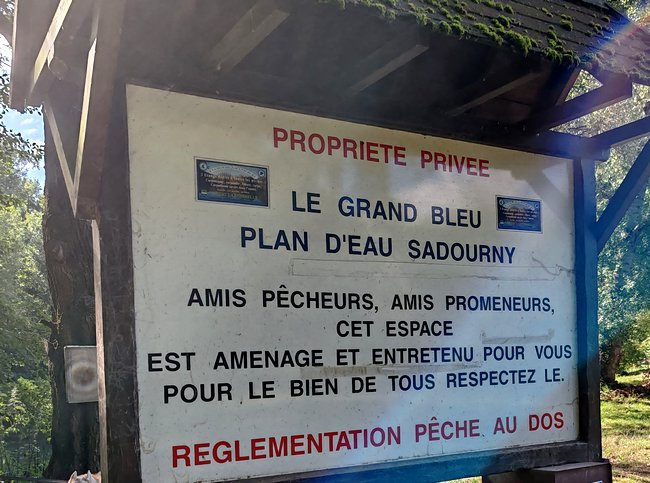 PROPRIETE PRIVEE
LE GRAND BLEU
PLAN D'EAU SADOURNY
AMIS PÊCHEURS, AMIS PROMENEURS,
CET ESPACE
EST AMENAGE ET ENTRETENU POUR VOUS
POUR LE BIEN DE TOUS RESPECTEZ LE.
REGLEMENTATION PÊCHE AU DOS